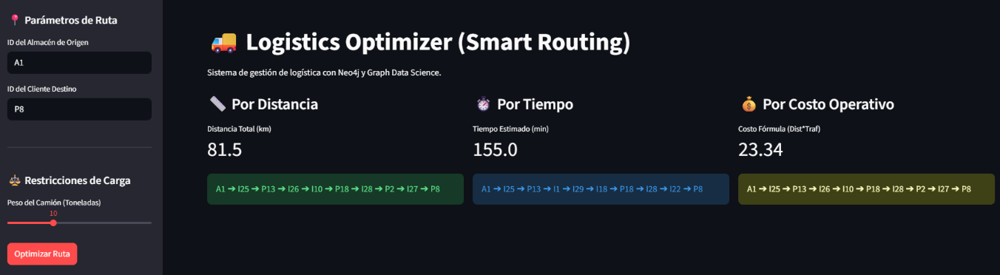 Parámetros de Ruta
ID del Almacén de Origen
A1
ID del Cliente Destino
P8
Restricciones de Carga
Peso del Camión (Toneladas)
10
Optimizar Ruta
Logistics Optimizer (Smart Routing)
Sistema de gestión de logística con Neo4j y Graph Data Science.
Por Distancia
Distancia Total (km)
81.5
A1 ➔ I25 ➔ P13 ➔ I26 ➔ I10 ➔ P18 ➔ I28 ➔ P2 ➔ I27 ➔ P8
Por Tiempo
Tiempo Estimado (min)
155.0
A1 ➔ I25 ➔ P13 ➔ I1 ➔ I29 ➔ I18 ➔ P18 ➔ I28 ➔ I22 ➔ P8
Por Costo Operativo
Costo Fórmula (Dist*Traf)
23.34
A1 ➔ I25 ➔ P13 ➔ I26 ➔ I10 ➔ P18 ➔ I28 ➔ P2 ➔ I27 ➔ P8